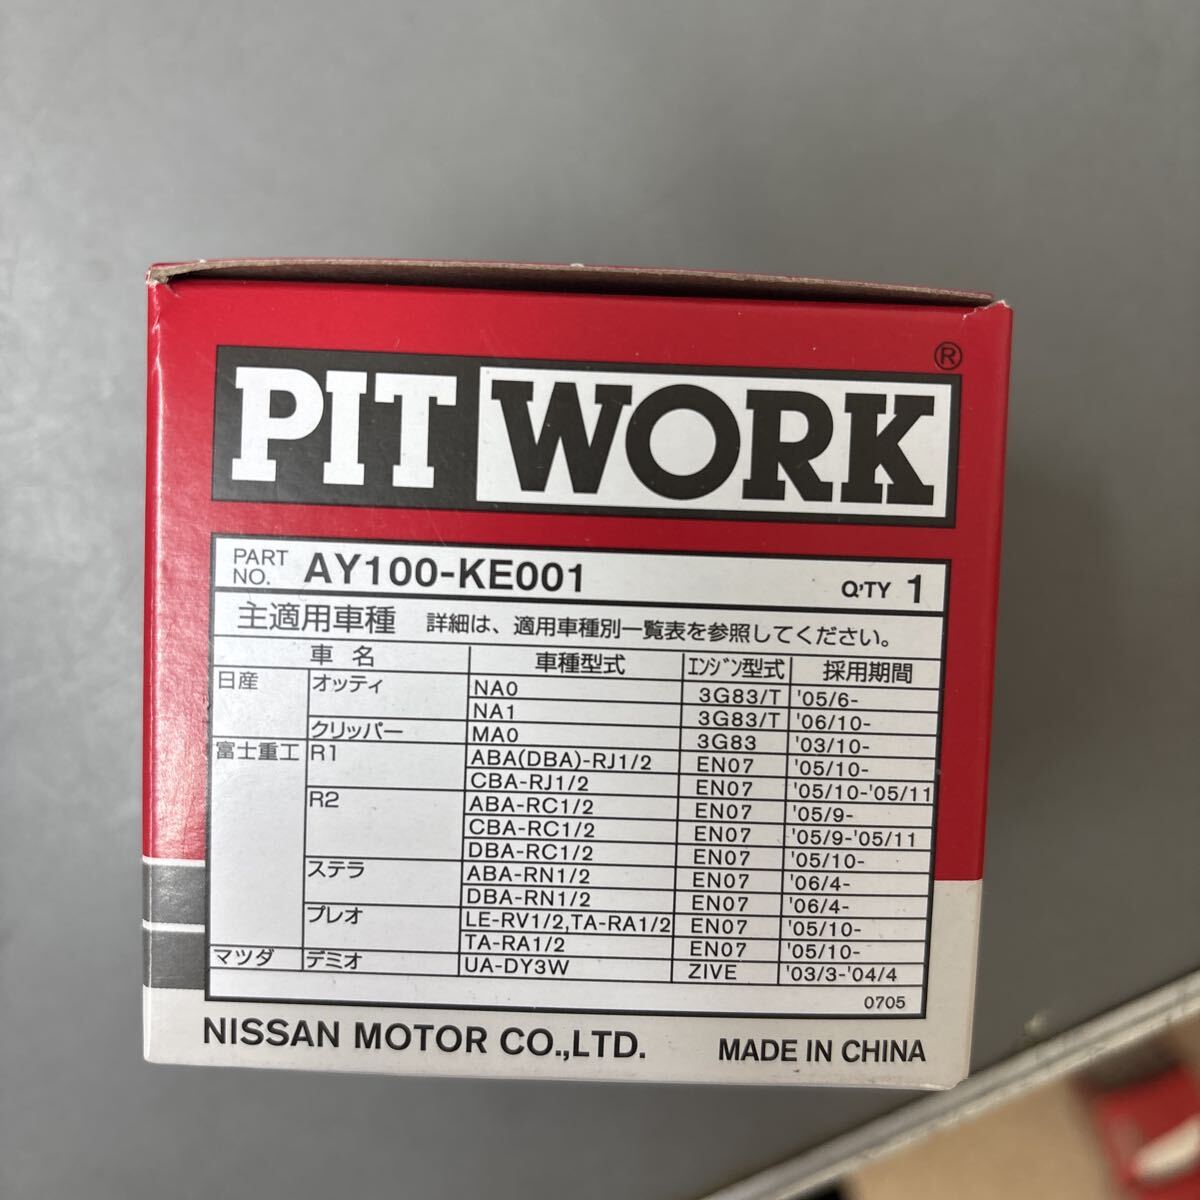 PIT WORK ®
PART NO. AY100-KE001 Q'TY 1
主適用車種 詳細は、適用車種別一覧表を参照してください。
車名 車種型式 エンジン型式 採用期間
日産 オッティ NA0 3G83/T '05/6-
NA1 3G83/T '06/10-
クリッパー MA0 3G83 '03/10-
富士重工 R1 ABA(DBA)-RJ1/2 EN07 '05/10-
CBA-RJ1/2 EN07 '05/10-'05/11
R2 ABA-RC1/2 EN07 '05/9-
CBA-RC1/2 EN07 '05/9-'05/11
DBA-RC1/2 EN07 '05/10-
ステラ ABA-RN1/2 EN07 '06/4-
DBA-RN1/2 EN07 '06/4-
プレオ LE-RV1/2,TA-RA1/2 EN07 '05/10-
TA-RA1/2 EN07 '05/10-
マツダ デミオ UA-DY3W ZIVE '03/3-'04/4
0705
NISSAN MOTOR CO.,LTD. MADE IN CHINA